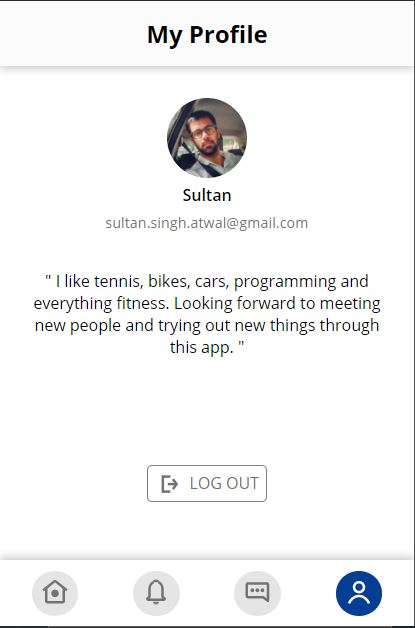 My Profile
Sultan
sultan.singh.atwal@gmail.com
" I like tennis, bikes, cars, programming and
everything fitness. Looking forward to meeting
new people and trying out new things through
this app. "
LOG OUT